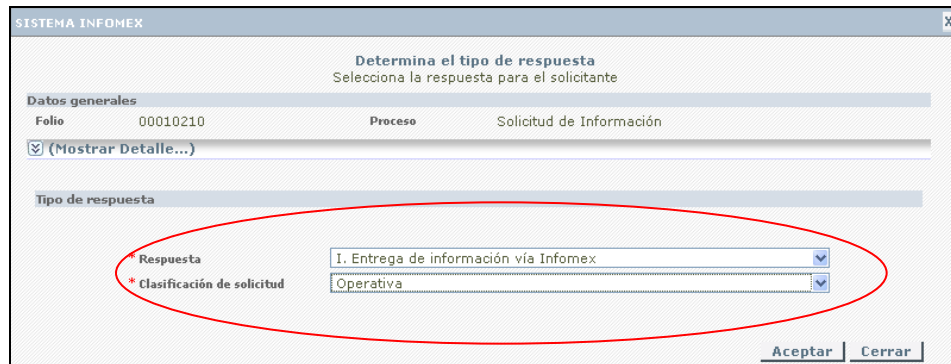 SISTEMA INFOMEX X
Determina el tipo de respuesta
Selecciona la respuesta para el solicitante
Datos generales
Folio 00010210 Proceso Solicitud de Información
(Mostrar Detalle...)
Tipo de respuesta
* Respuesta I. Entrega de información vía Infomex
* Clasificación de solicitud Operativa
Aceptar Cerrar